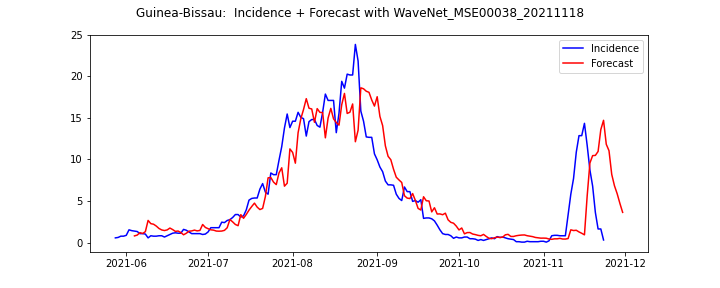 Guinea-Bissau:  Incidence + Forecast with WaveNet_MSE00038_20211118
25
20
15
10
5
0
Incidence
Forecast
2021-06 2021-07 2021-08 2021-09 2021-10 2021-11 2021-12